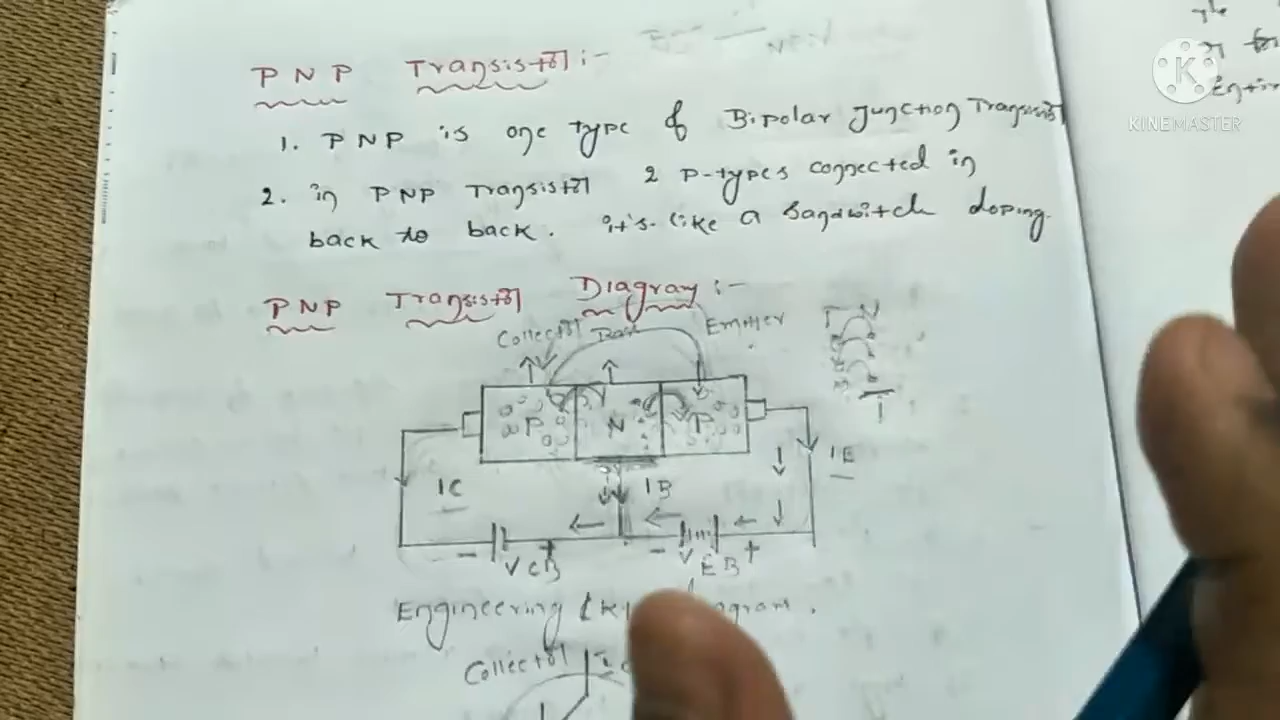 PNP Transistor :-
1. PNP is one type of Bipolar Junction Transistor
2. in PNP Transistor 2 P-types connected in
back to back. it's like a Sandwitch doping.
PNP Transistor Diagram :-
Collector Base Emitter
P N P
IC IB IE
- VCB + - VEB +
Engineering
Collector
KINEMASTER